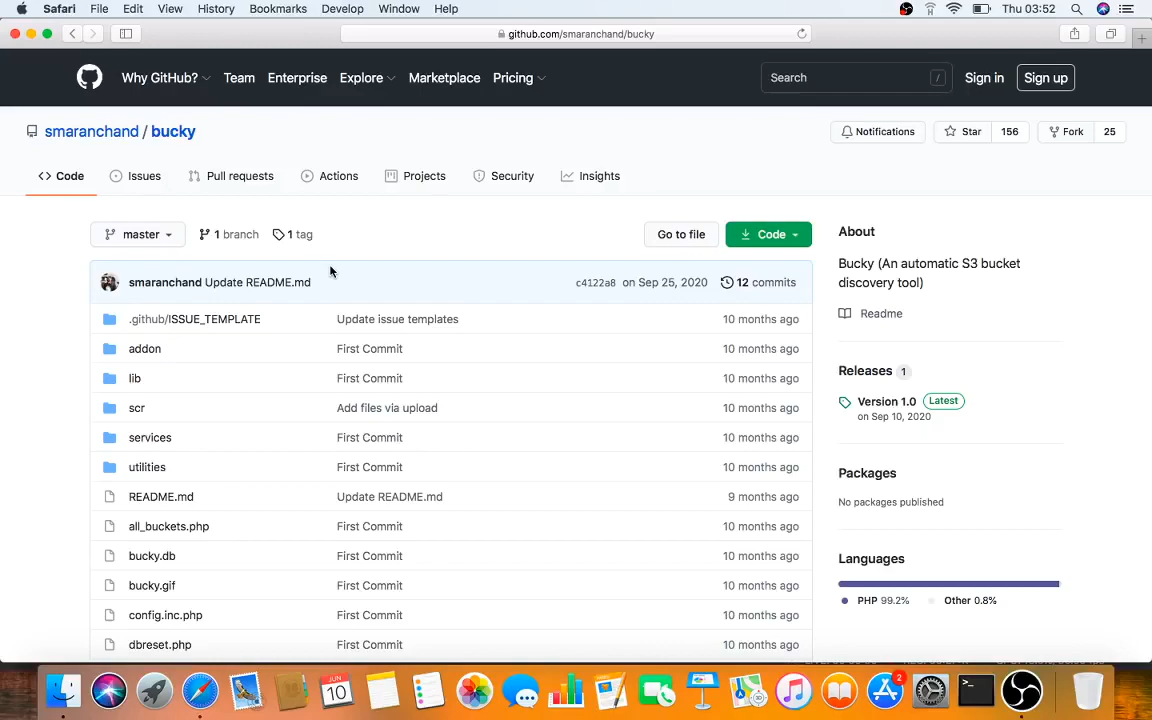 Safari File Edit View History Bookmarks Develop Window Help Thu 03:52
github.com/smaranchand/bucky
Why GitHub? Team Enterprise Explore Marketplace Pricing Search / Sign in Sign up
smaranchand / bucky Notifications Star 156 Fork 25
Code Issues Pull requests Actions Projects Security Insights
master 1 branch 1 tag Go to file Code
smaranchand Update README.md c4122a8 on Sep 25, 2020 12 commits
.github/ISSUE_TEMPLATE Update issue templates 10 months ago
addon First Commit 10 months ago
lib First Commit 10 months ago
scr Add files via upload 10 months ago
services First Commit 10 months ago
utilities First Commit 10 months ago
README.md Update README.md 9 months ago
all_buckets.php First Commit 10 months ago
bucky.db First Commit 10 months ago
bucky.gif First Commit 10 months ago
config.inc.php First Commit 10 months ago
dbreset.php First Commit 10 months ago
About
Bucky (An automatic S3 bucket
discovery tool)
Readme
Releases 1
Version 1.0 Latest
on Sep 10, 2020
Packages
No packages published
Languages
PHP 99.2% Other 0.8%
JUN
10
2